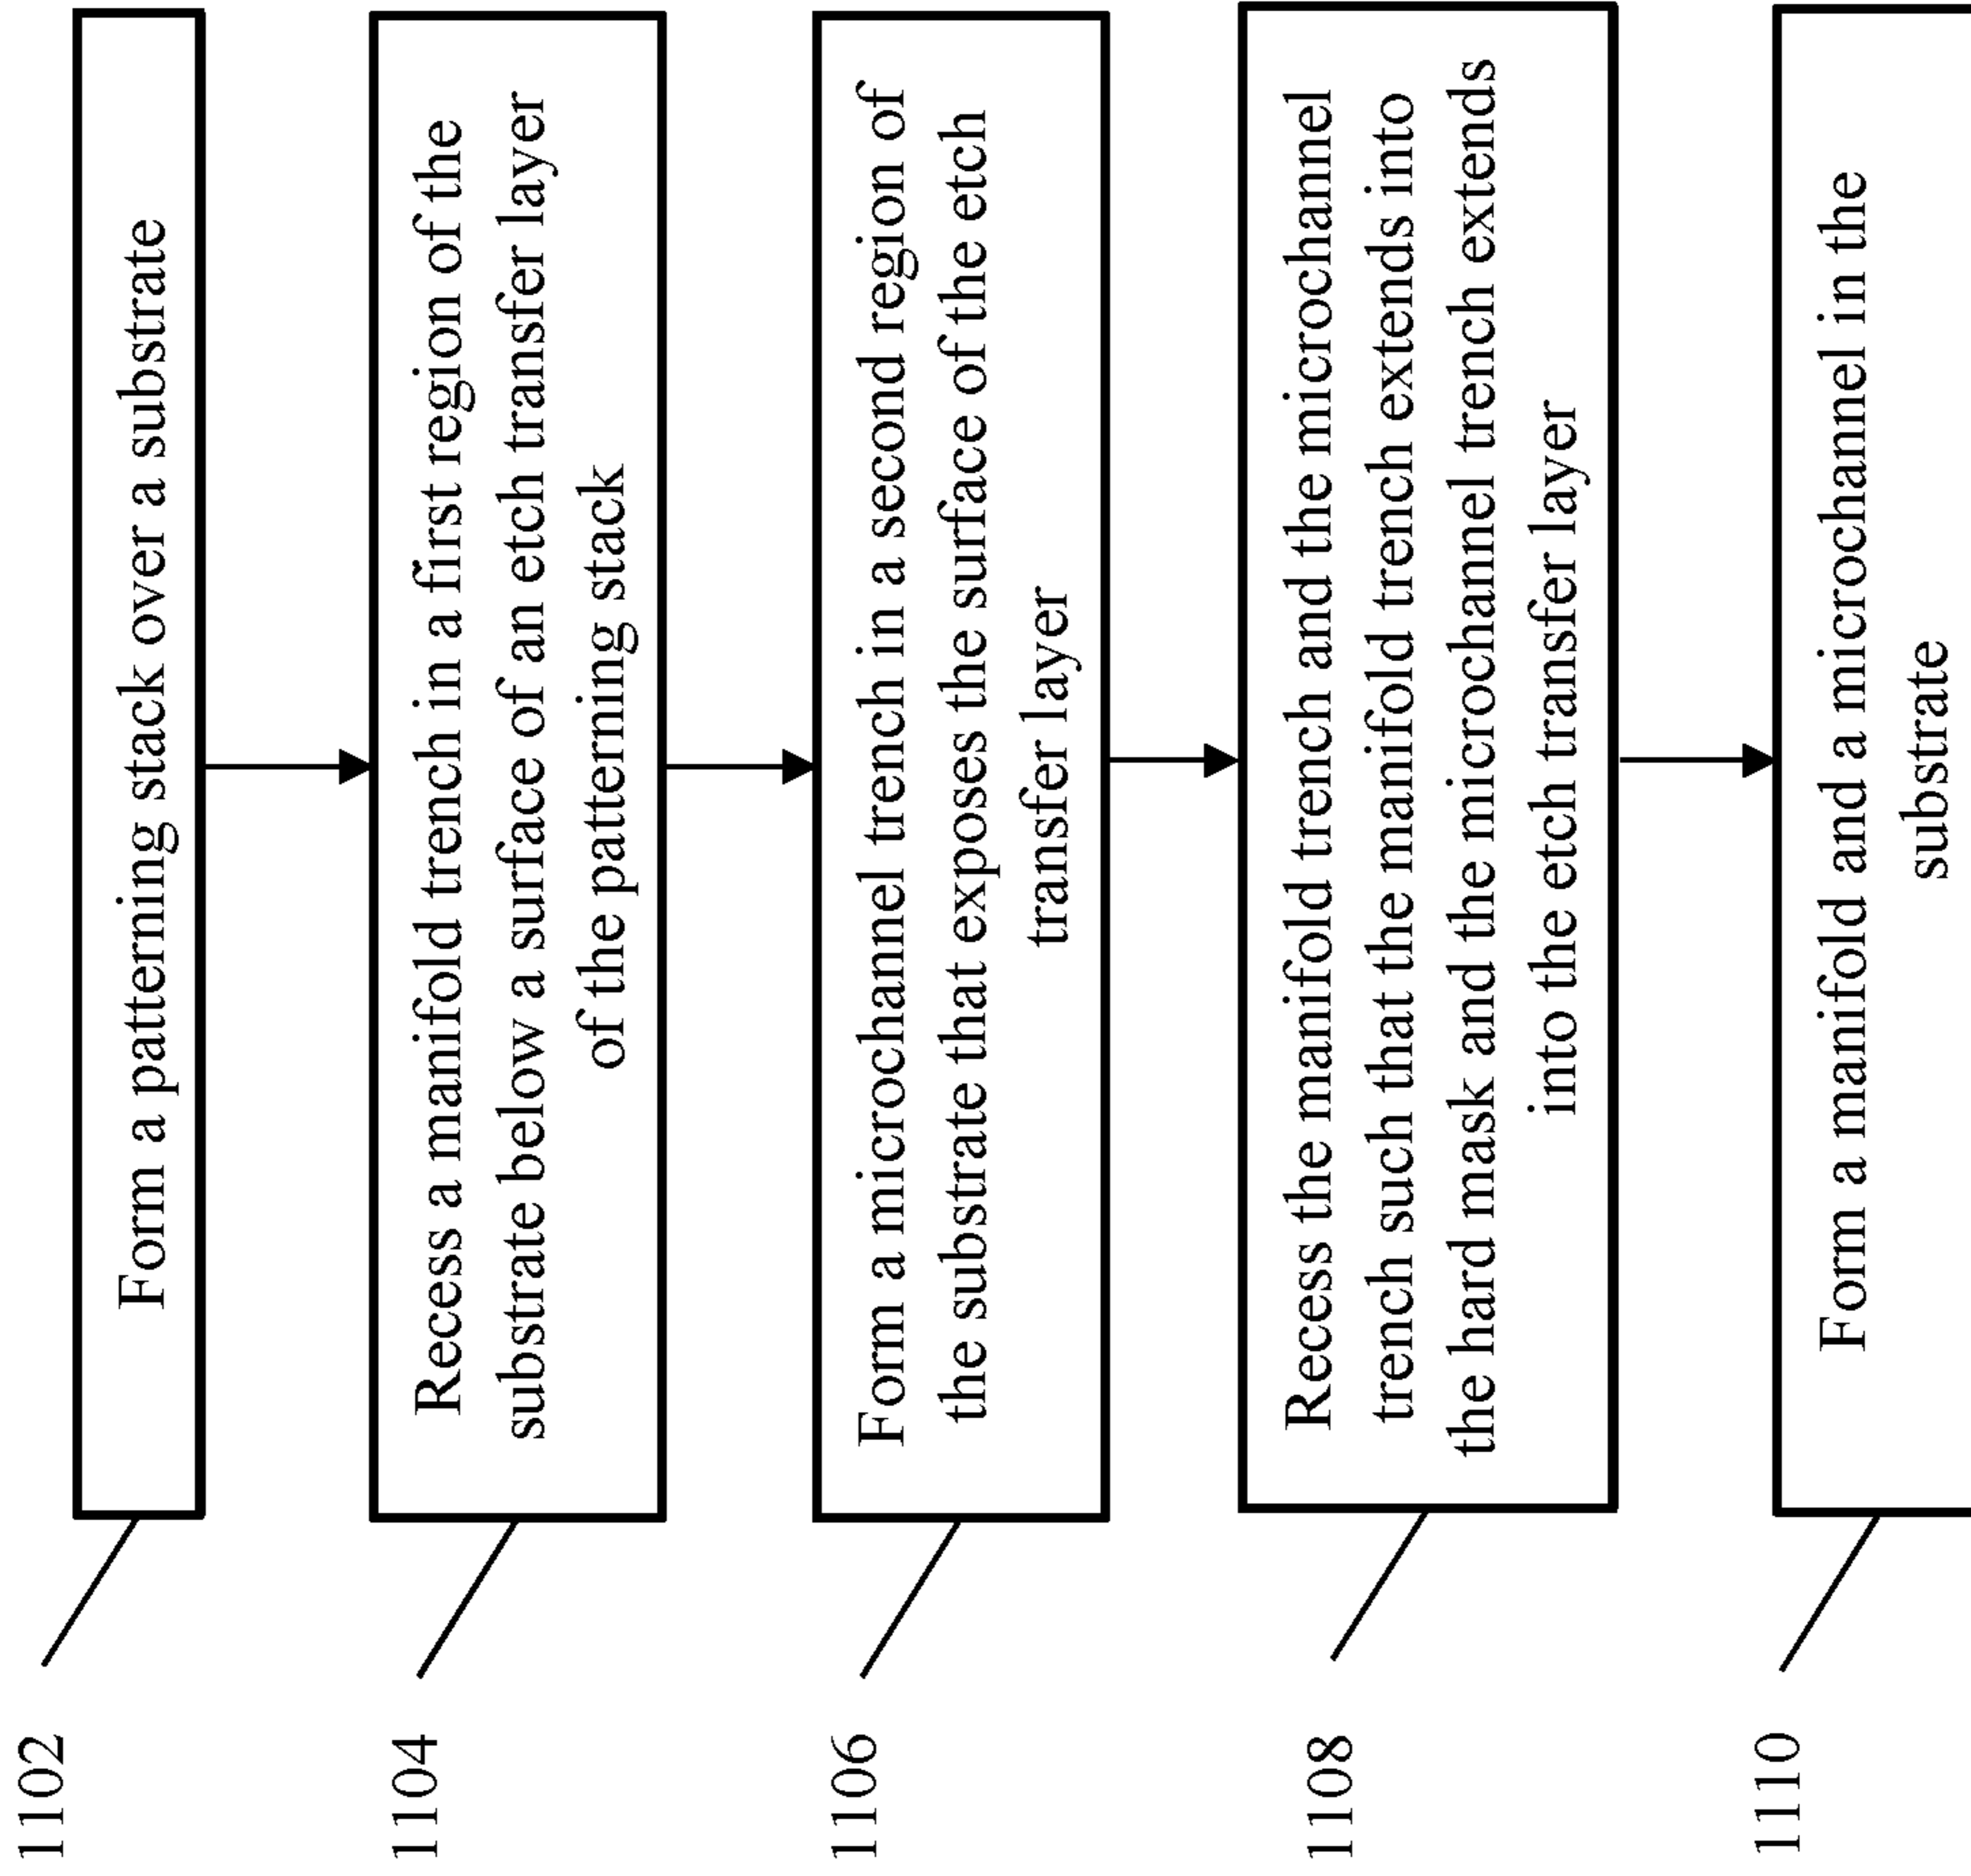 1102
Form a patterning stack over a substrate
1104
Recess a manifold trench in a first region of the
substrate below a surface of an etch transfer layer
of the patterning stack
1106
Form a microchannel trench in a second region of
the substrate that exposes the surface of the etch
transfer layer
1108
Recess the manifold trench and the microchannel
trench such that the manifold trench extends into
the hard mask and the microchannel trench extends
into the etch transfer layer
1110
Form a manifold and a microchannel in the
substrate